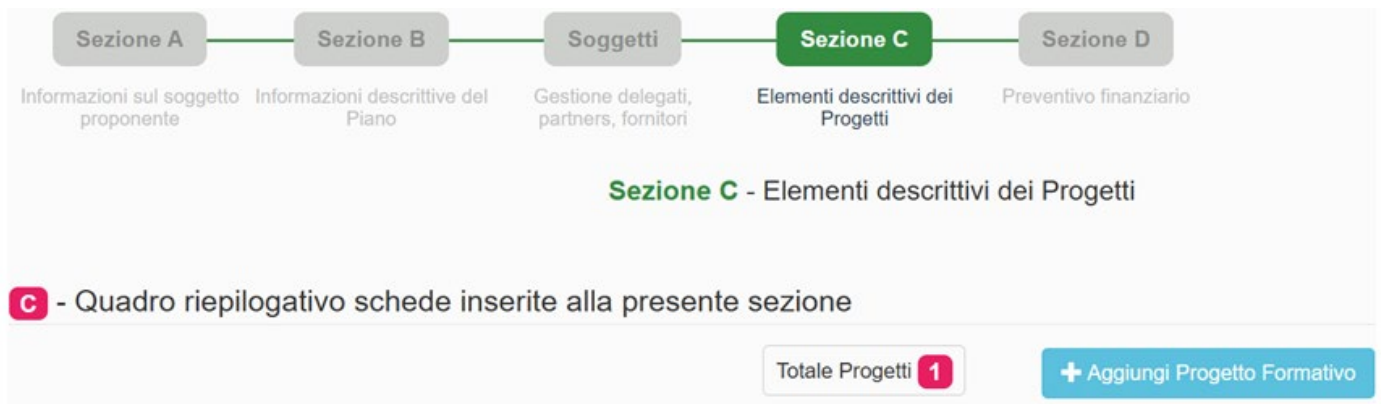 Sezione A Sezione B Soggetti Sezione C Sezione D
Informazioni sul soggetto proponente
Informazioni descrittive del Piano
Gestione delegati, partners, fornitori
Elementi descrittivi dei Progetti
Preventivo finanziario
Sezione C - Elementi descrittivi dei Progetti
C - Quadro riepilogativo schede inserite alla presente sezione
Totale Progetti 1 + Aggiungi Progetto Formativo